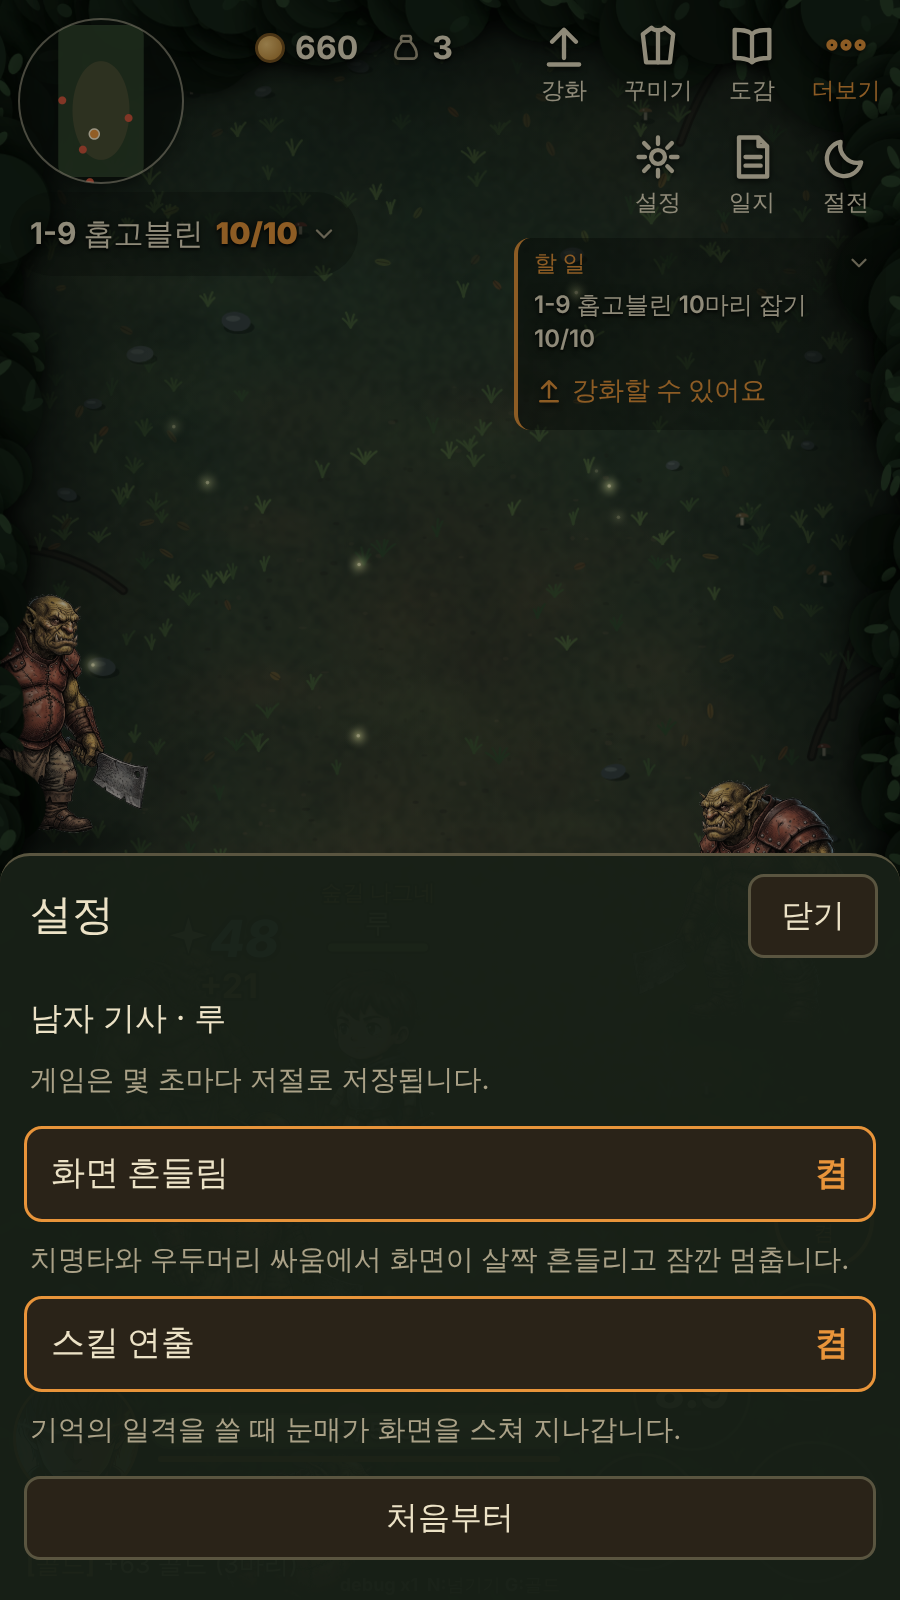 660
3
강화
꾸미기
도감
더보기
설정
일지
절전
1-9 홉고블린 10/10
할 일
1-9 홉고블린 10마리 잡기
10/10
강화할 수 있어요
설정
닫기
남자 기사 · 루
게임은 몇 초마다 저절로 저장됩니다.
화면 흔들림
켬
치명타와 우두머리 싸움에서 화면이 살짝 흔들리고 잠깐 멈춥니다.
스킬 연출
켬
기억의 일격을 쓸 때 눈매가 화면을 스쳐 지나갑니다.
처음부터